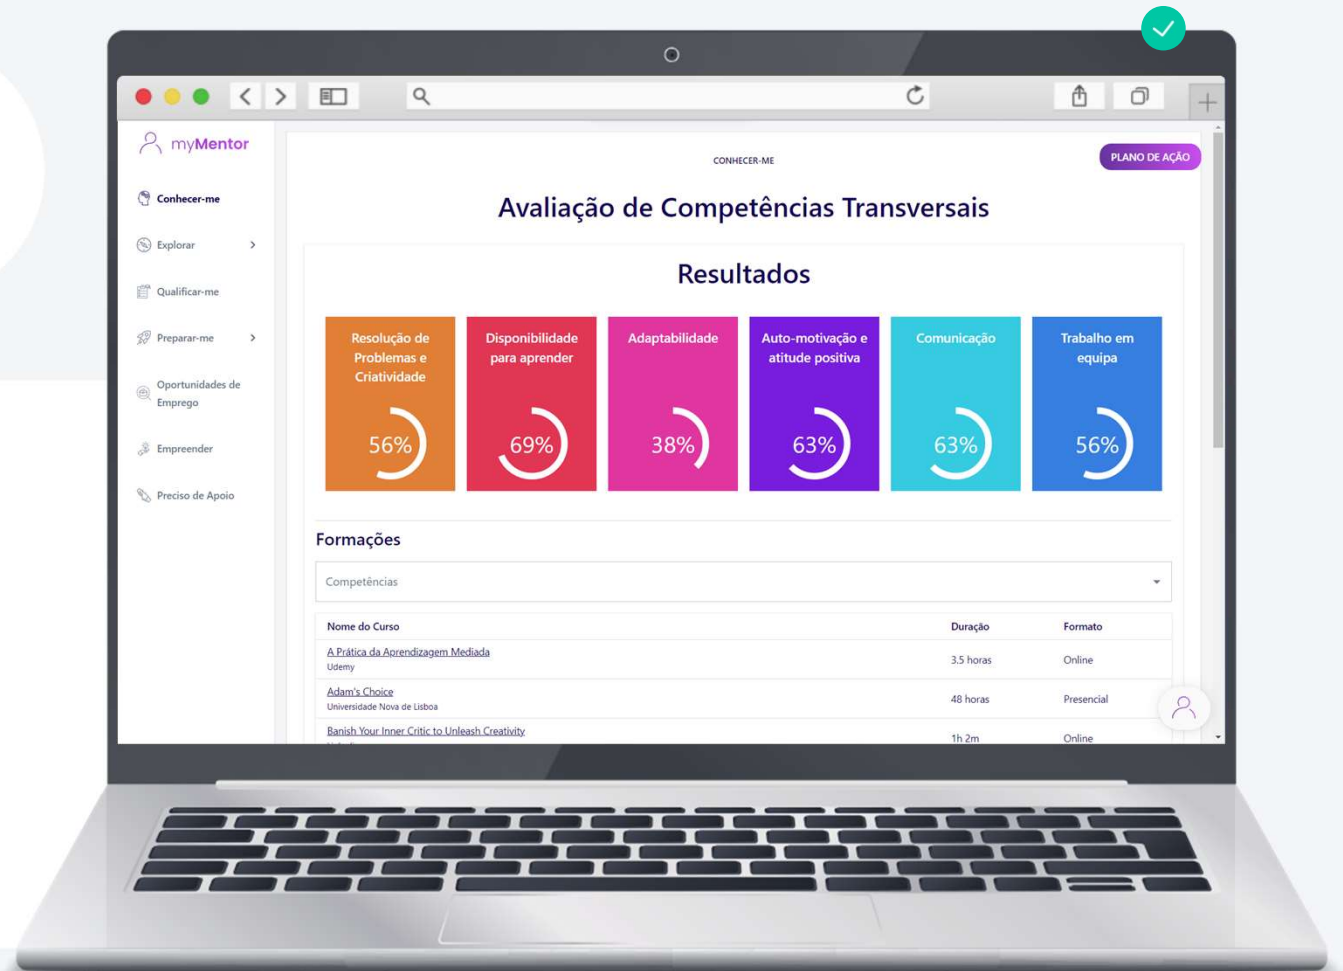 myMentor
Conhecer-me
Explorar
Qualificar-me
Preparar-me
Oportunidades de
Emprego
Empreender
Preciso de Apoio
CONHECER-ME
PLANO DE AÇÃO
Avaliação de Competências Transversais
Resultados
Resolução de
Problemas e
Criatividade
56%
Disponibilidade
para aprender
69%
Adaptabilidade
38%
Auto-motivação e
atitude positiva
63%
Comunicação
63%
Trabalho em
equipa
56%
Formações
Competências
Nome do Curso Duração Formato
A Prática da Aprendizagem Mediada
Udemy
3.5 horas Online
Adam's Choice
Universidade Nova de Lisboa
48 horas Presencial
Banish Your Inner Critic to Unleash Creativity
1h 2m Online